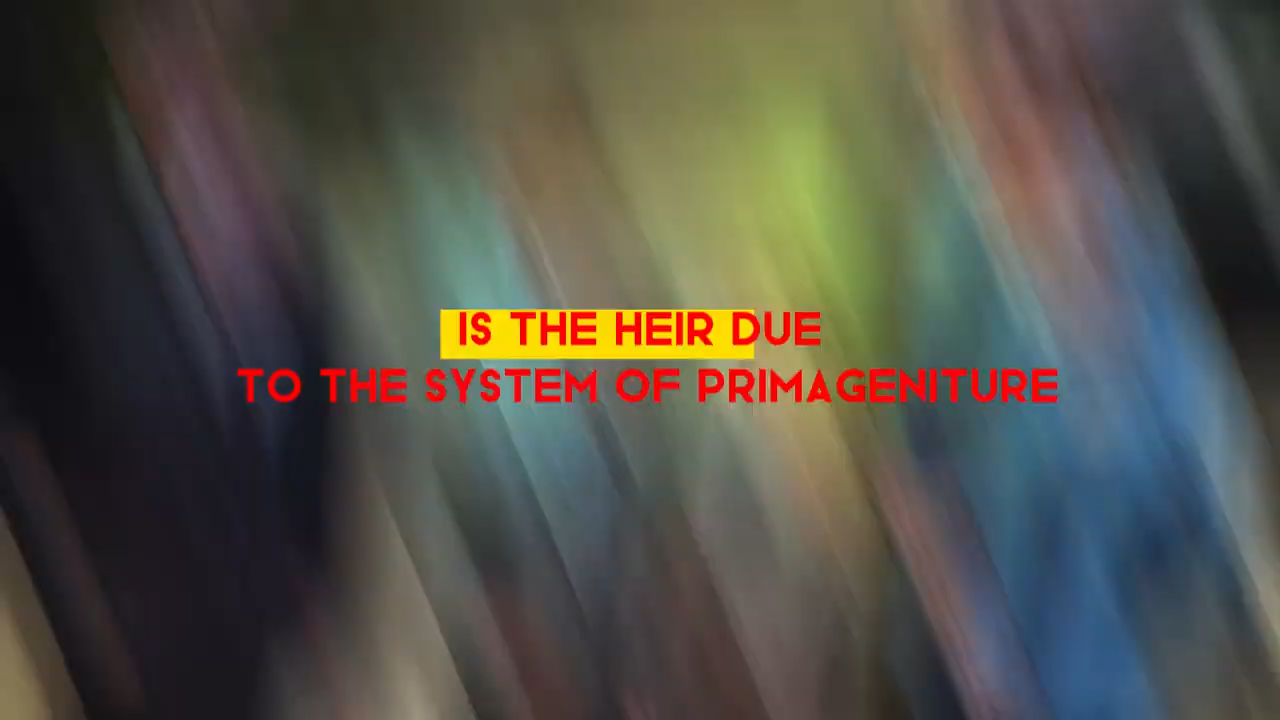 IS THE HEIR DUE
TO THE SYSTEM OF PRIMAGENITURE